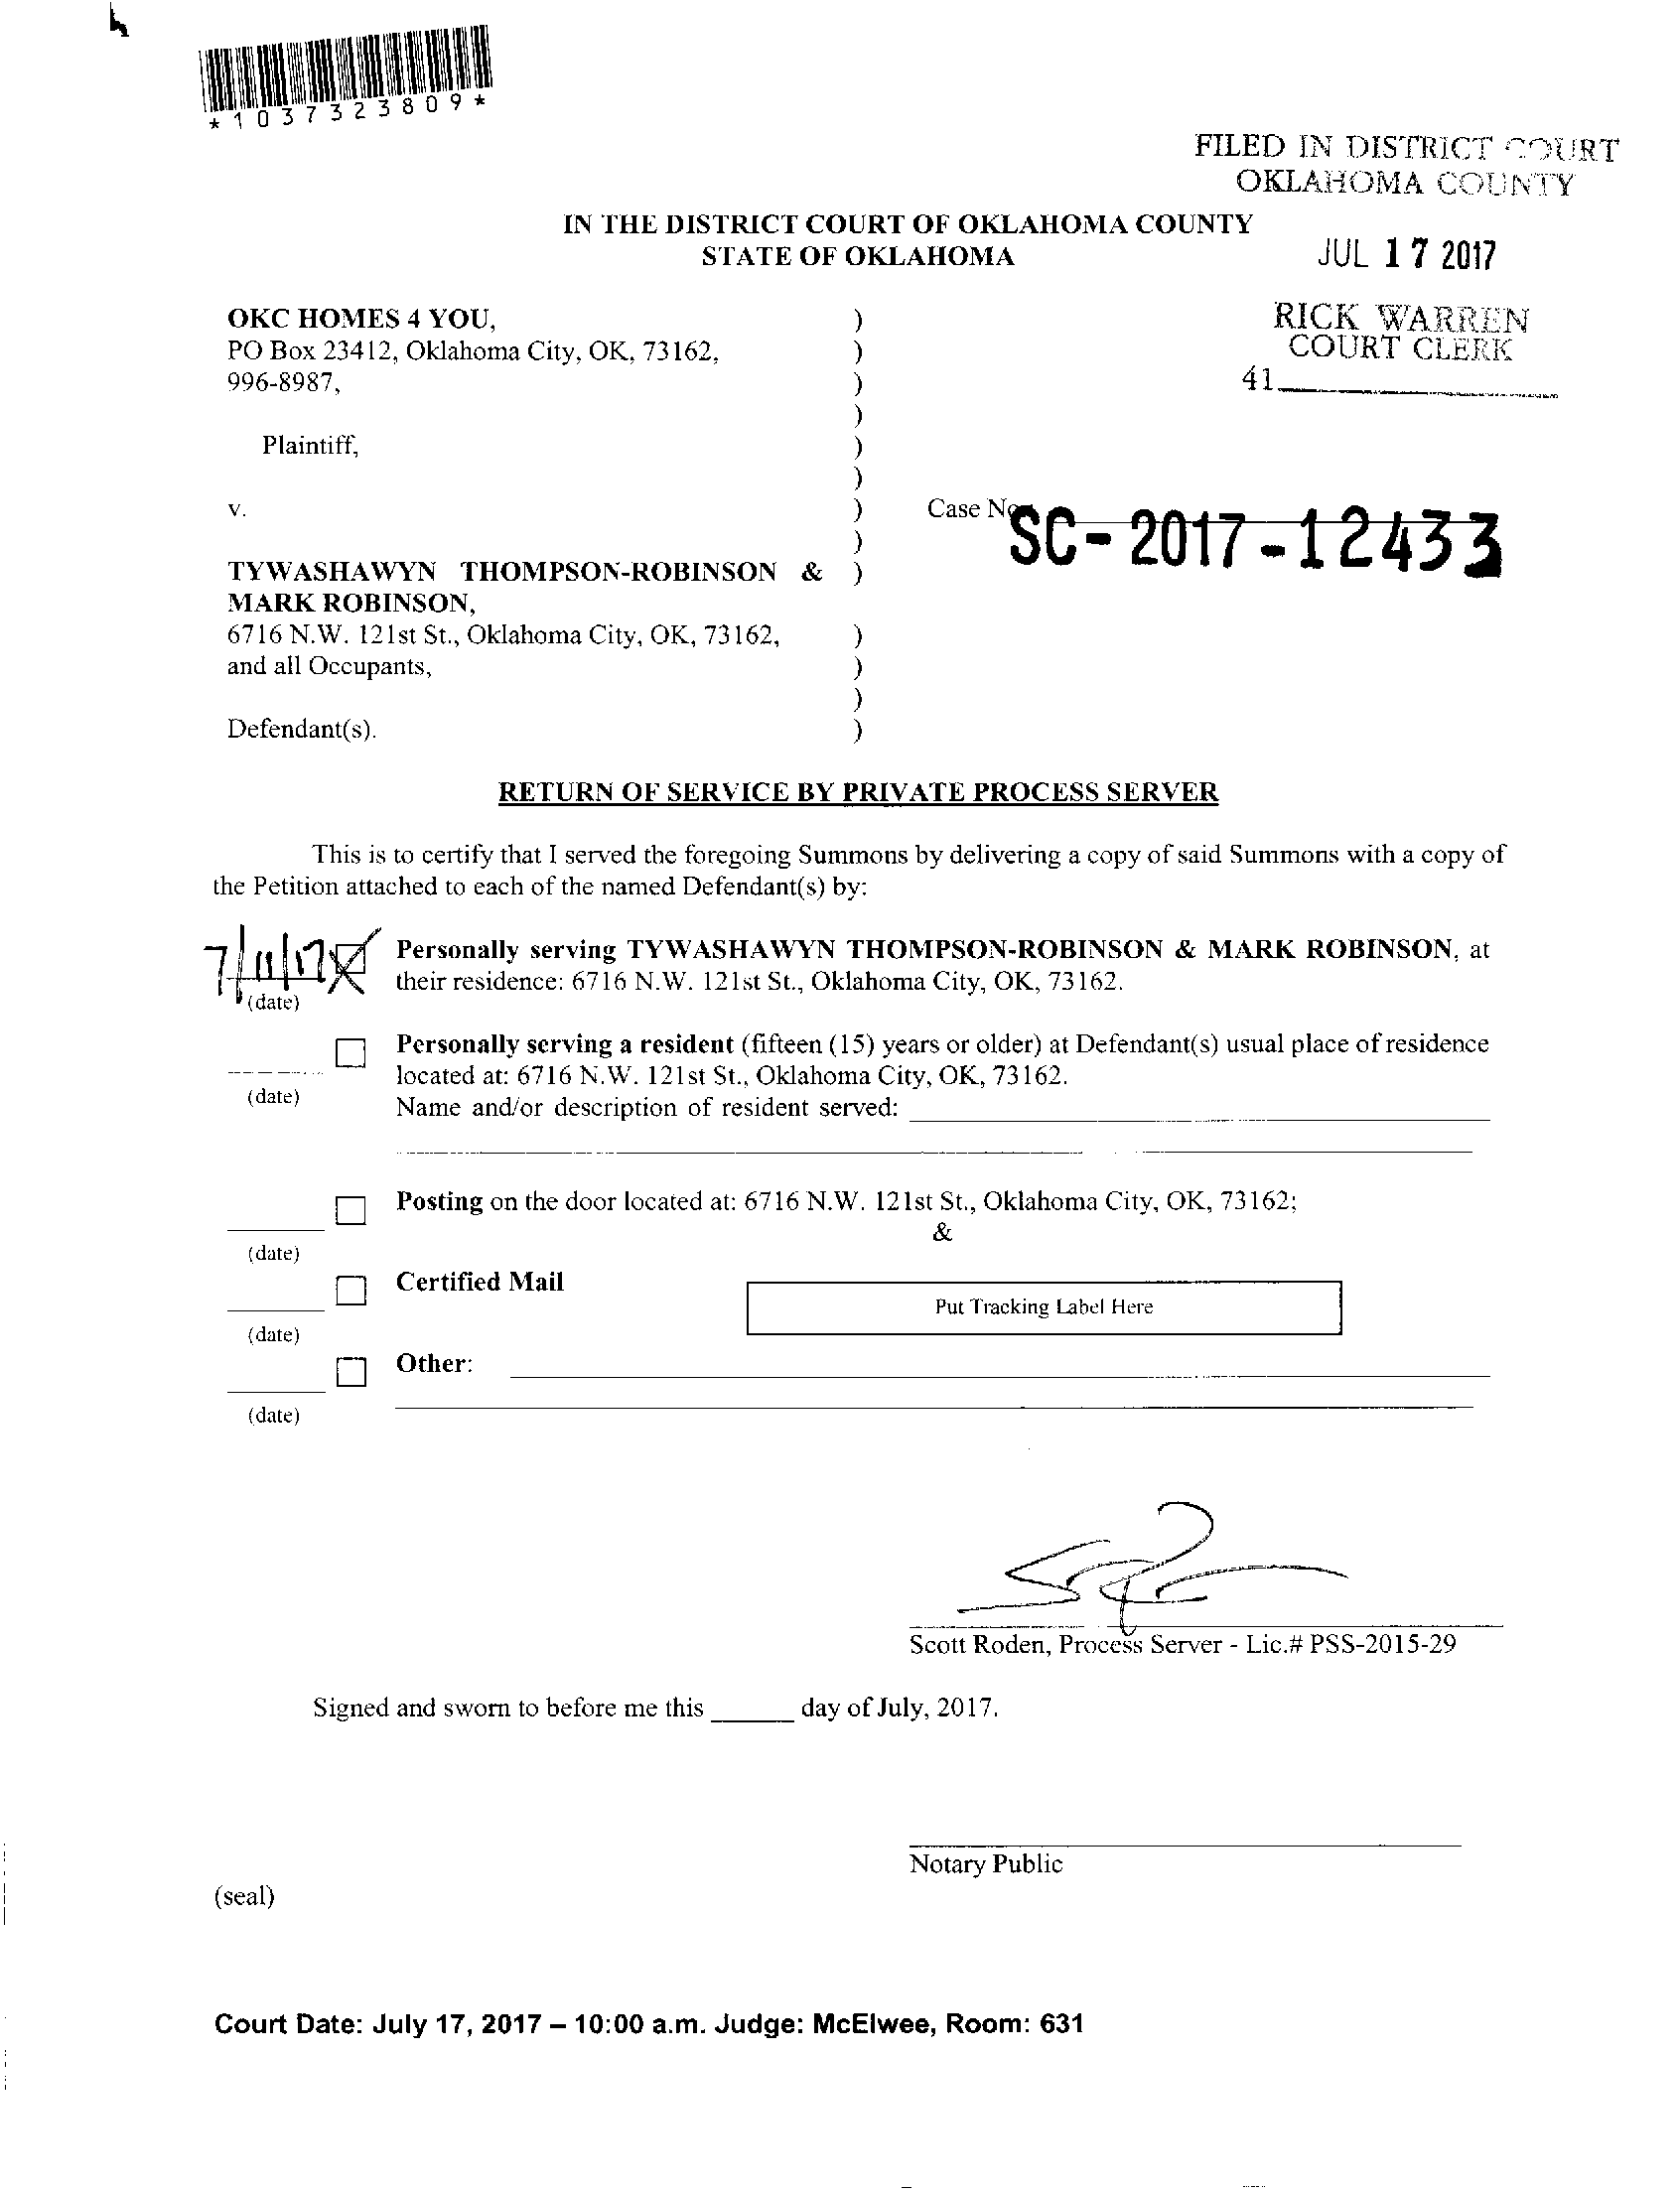 *1037323809*
FILED IN DISTRICT COURT
OKLAHOMA COUNTY
IN THE DISTRICT COURT OF OKLAHOMA COUNTY
STATE OF OKLAHOMA
JUL 17 2017
RICK WARREN
COURT CLERK
41
OKC HOMES 4 YOU, )
PO Box 23412, Oklahoma City, OK, 73162, )
996-8987, )
)
Plaintiff, )
)
v. ) Case No. SC-2017-12433
)
TYWASHAWYN THOMPSON-ROBINSON & )
MARK ROBINSON,
6716 N.W. 121st St., Oklahoma City, OK, 73162, )
and all Occupants, )
)
Defendant(s). )
RETURN OF SERVICE BY PRIVATE PROCESS SERVER
This is to certify that I served the foregoing Summons by delivering a copy of said Summons with a copy of
the Petition attached to each of the named Defendant(s) by:
7/11/17 Personally serving TYWASHAWYN THOMPSON-ROBINSON & MARK ROBINSON, at
their residence: 6716 N.W. 121st St., Oklahoma City, OK, 73162.
(date)
Personally serving a resident (fifteen (15) years or older) at Defendant(s) usual place of residence
located at: 6716 N.W. 121st St., Oklahoma City, OK, 73162.
(date)
Name and/or description of resident served:
Posting on the door located at: 6716 N.W. 121st St., Oklahoma City, OK, 73162;
&
(date)
Certified Mail
Put Tracking Label Here
(date)
Other:
(date)
Scott Roden, Process Server - Lic.# PSS-2015-29
Signed and sworn to before me this ______ day of July, 2017.
Notary Public
(seal)
Court Date: July 17, 2017 – 10:00 a.m. Judge: McElwee, Room: 631